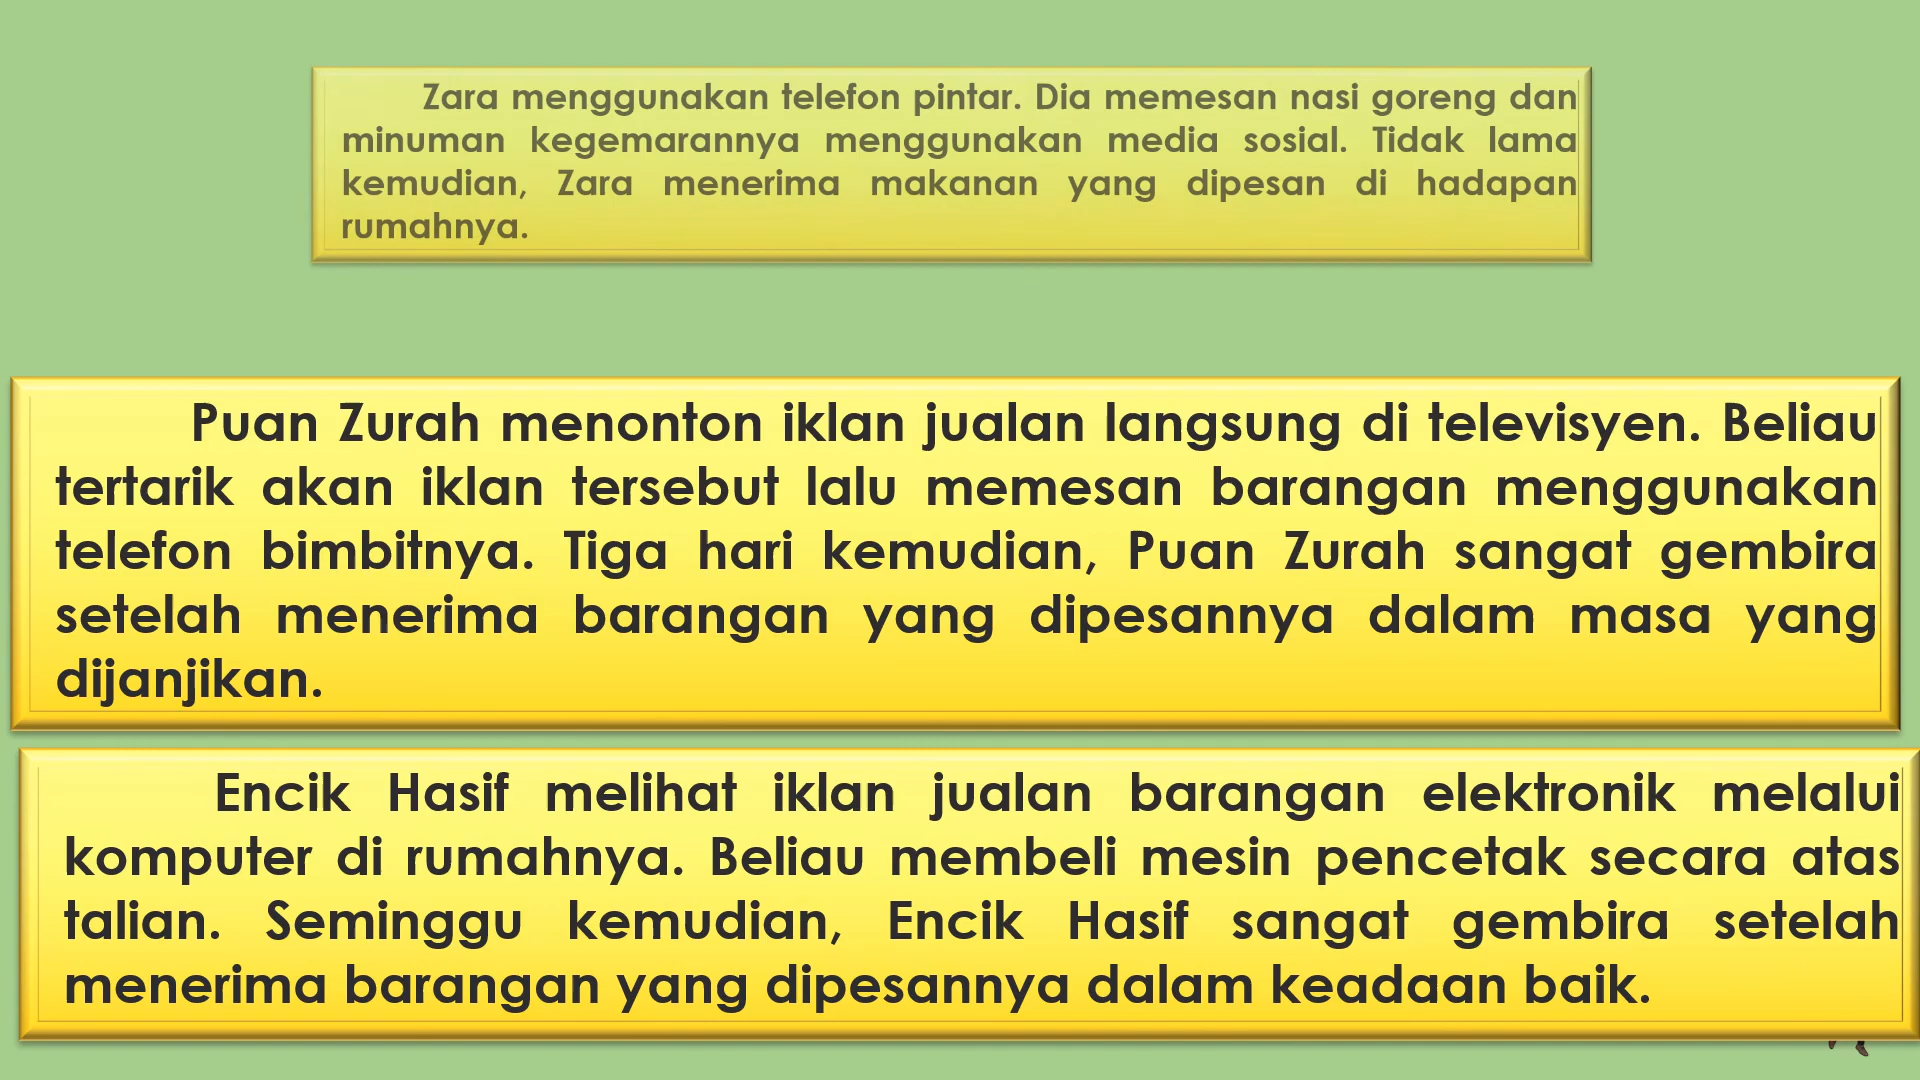 Zara menggunakan telefon pintar. Dia memesan nasi goreng dan
minuman kegemarannya menggunakan media sosial. Tidak lama
kemudian, Zara menerima makanan yang dipesan di hadapan
rumahnya.
Puan Zurah menonton iklan jualan langsung di televisyen. Beliau
tertarik akan iklan tersebut lalu memesan barangan menggunakan
telefon bimbitnya. Tiga hari kemudian, Puan Zurah sangat gembira
setelah menerima barangan yang dipesannya dalam masa yang
dijanjikan.
Encik Hasif melihat iklan jualan barangan elektronik melalui
komputer di rumahnya. Beliau membeli mesin pencetak secara atas
talian. Seminggu kemudian, Encik Hasif sangat gembira setelah
menerima barangan yang dipesannya dalam keadaan baik.